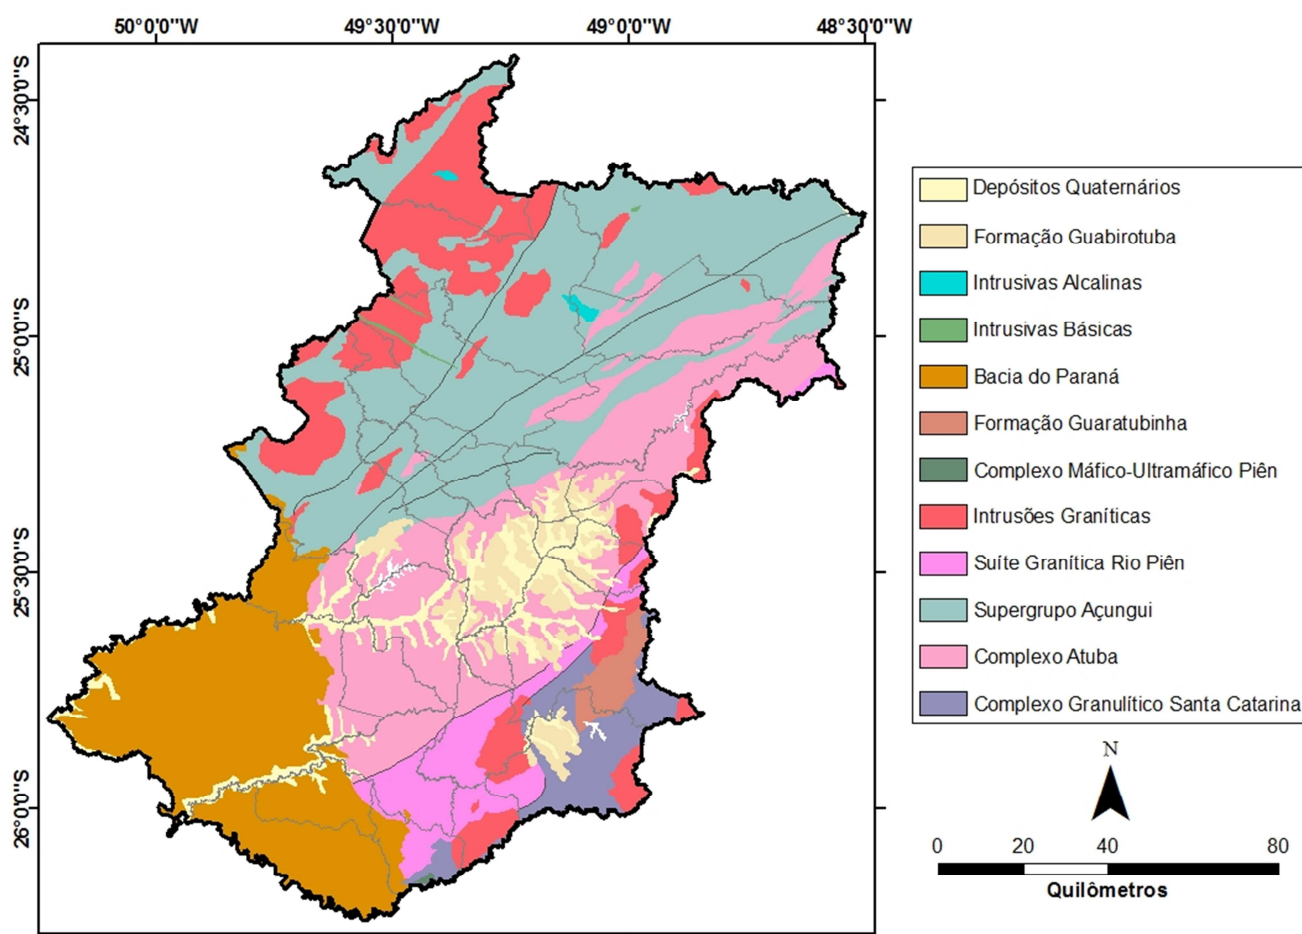 50°0'0"W
49°30'0"W
49°0'0"W
48°30'0"W
24°30'0"S
25°0'0"S
25°30'0"S
26°0'0"S
Depósitos Quaternários
Formação Guabirotuba
Intrusivas Alcalinas
Intrusivas Básicas
Bacia do Paraná
Formação Guaratubinha
Complexo Máfico-Ultramáfico Piên
Intrusões Graníticas
Suíte Granítica Rio Piên
Supergrupo Açungui
Complexo Atuba
Complexo Granulítico Santa Catarina
N
0 20 40 80
Quilômetros